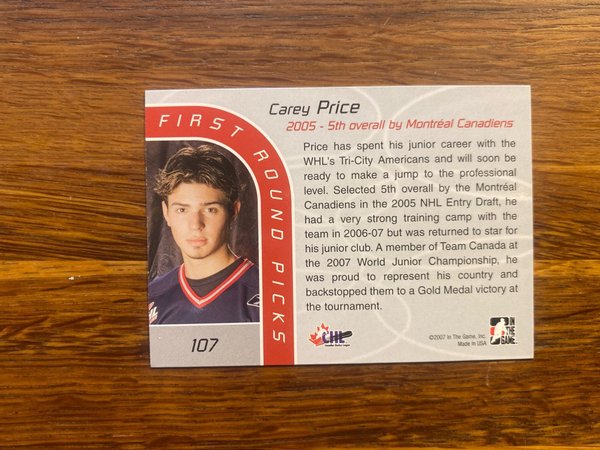 FIRST ROUND PICKS
Carey Price
2005 - 5th overall by Montréal Canadiens
Price has spent his junior career with the
WHL's Tri-City Americans and will soon be
ready to make a jump to the professional
level. Selected 5th overall by the Montréal
Canadiens in the 2005 NHL Entry Draft, he
had a very strong training camp with the
team in 2006-07 but was returned to star for
his junior club. A member of Team Canada at
the 2007 World Junior Championship, he
was proud to represent his country and
backstopped them to a Gold Medal victory at
the tournament.
107
CHL
Canadian Hockey League
©2007 In The Game, Inc.
Made in USA
IN
THE
GAME